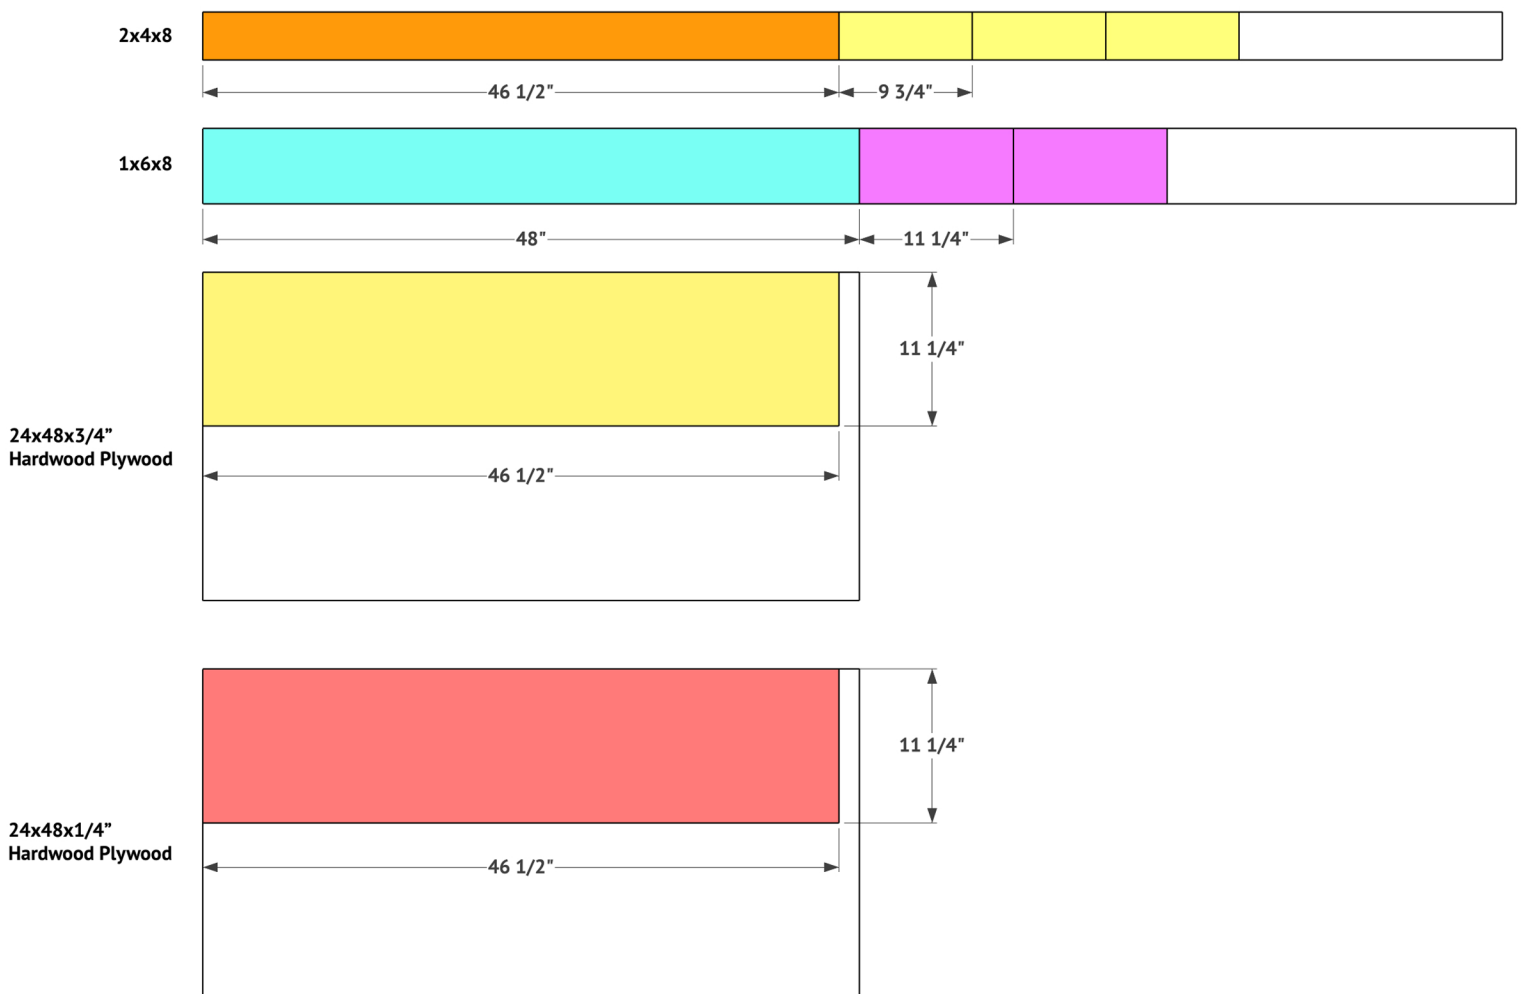 2x4x8
46 1/2"
9 3/4"
1x6x8
48"
11 1/4"
11 1/4"
24x48x3/4”
Hardwood Plywood
46 1/2"
11 1/4"
24x48x1/4”
Hardwood Plywood
46 1/2"